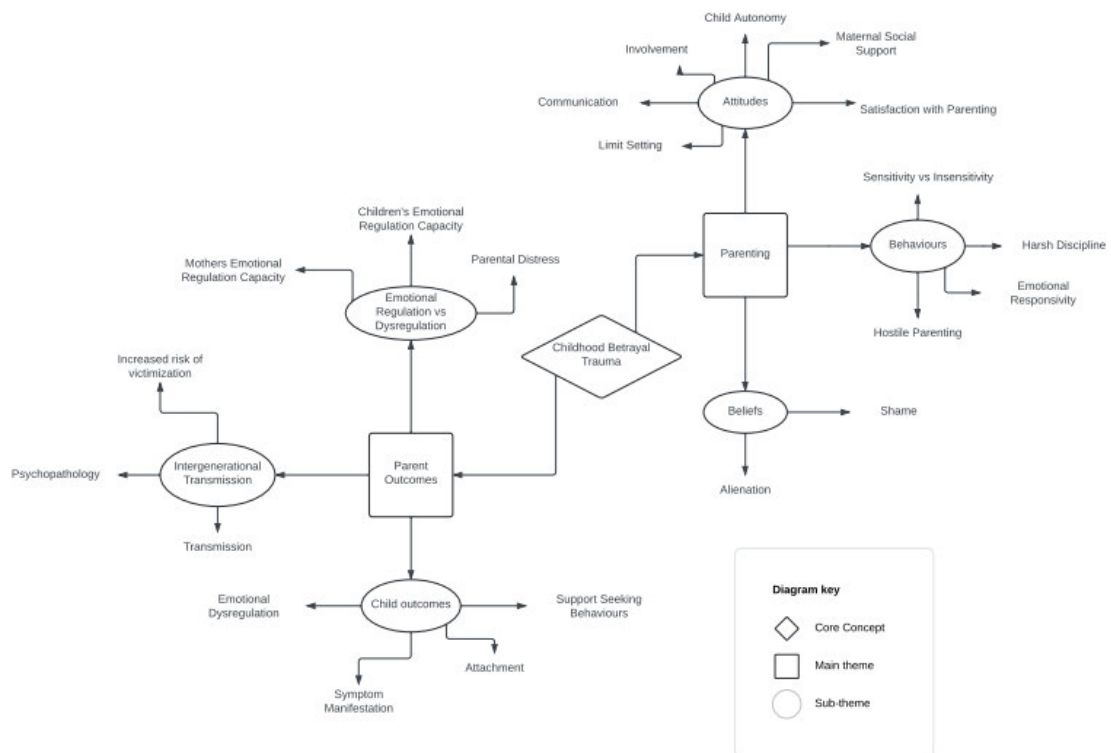 Child Autonomy
Maternal Social
Support
Involvement
Communication
Attitudes
Satisfaction with Parenting
Limit Setting
Sensitivity vs Insensitivity
Children's Emotional
Regulation Capacity
Parenting
Behaviours
Harsh Discipline
Mothers Emotional
Regulation Capacity
Parental Distress
Emotional
Responsivity
Emotional
Regulation vs
Dysregulation
Hostile Parenting
Childhood Betrayal
Trauma
Increased risk of
victimization
Beliefs
Shame
Psychopathology
Intergenerational
Transmission
Parent
Outcomes
Alienation
Transmission
Emotional
Dysregulation
Child outcomes
Support Seeking
Behaviours
Attachment
Symptom
Manifestation
Diagram key
Core Concept
Main theme
Sub-theme